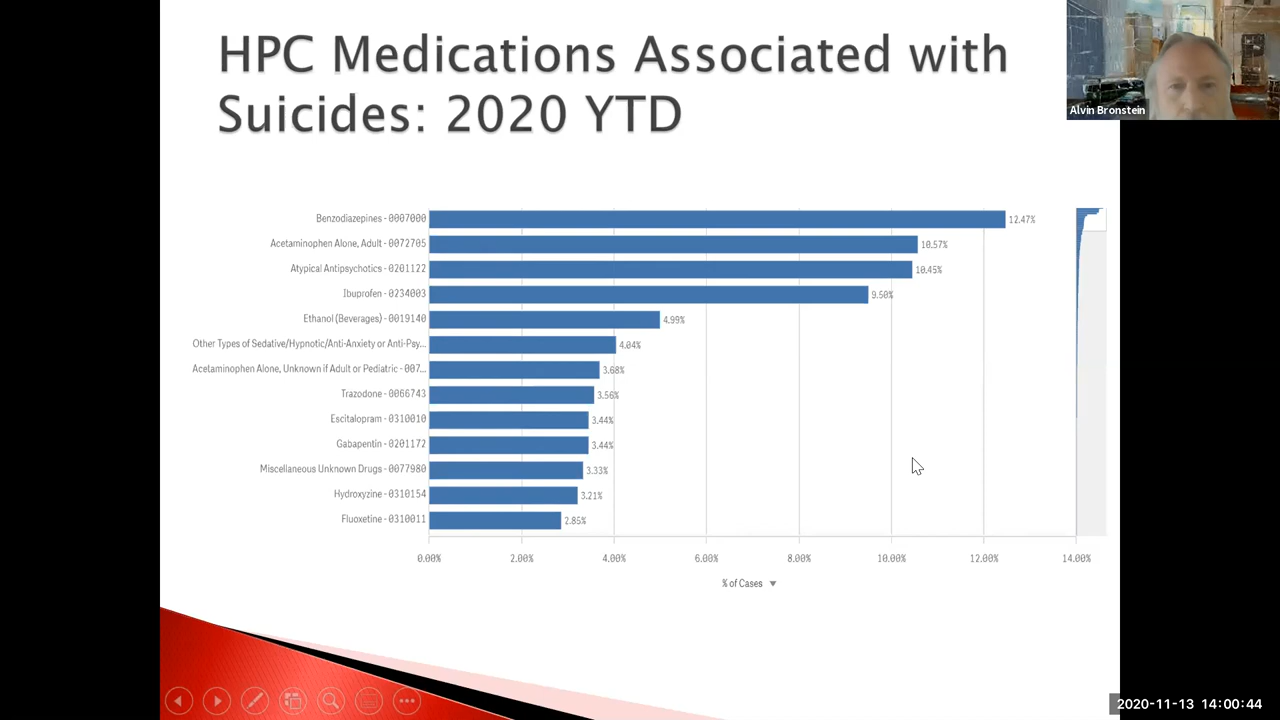 HPC Medications Associated with
Suicides: 2020 YTD
Alvin Bronstein
Benzodiazepines - 0007000
12.47%
Acetaminophen Alone, Adult - 0072705
10.57%
Atypical Antipsychotics - 0201122
10.45%
Ibuprofen - 0234003
9.50%
Ethanol (Beverages) - 0019140
4.99%
Other Types of Sedative/Hypnotic/Anti-Anxiety or Anti-Psy...
4.04%
Acetaminophen Alone, Unknown if Adult or Pediatric - 007...
3.68%
Trazodone - 0066743
3.56%
Escitalopram - 0310010
3.44%
Gabapentin - 0201172
3.44%
Miscellaneous Unknown Drugs - 0077980
3.33%
Hydroxyzine - 0310154
3.21%
Fluoxetine - 0310011
2.85%
0.00% 2.00% 4.00% 6.00% 8.00% 10.00% 12.00% 14.00%
% of Cases
2020-11-13 14:00:44